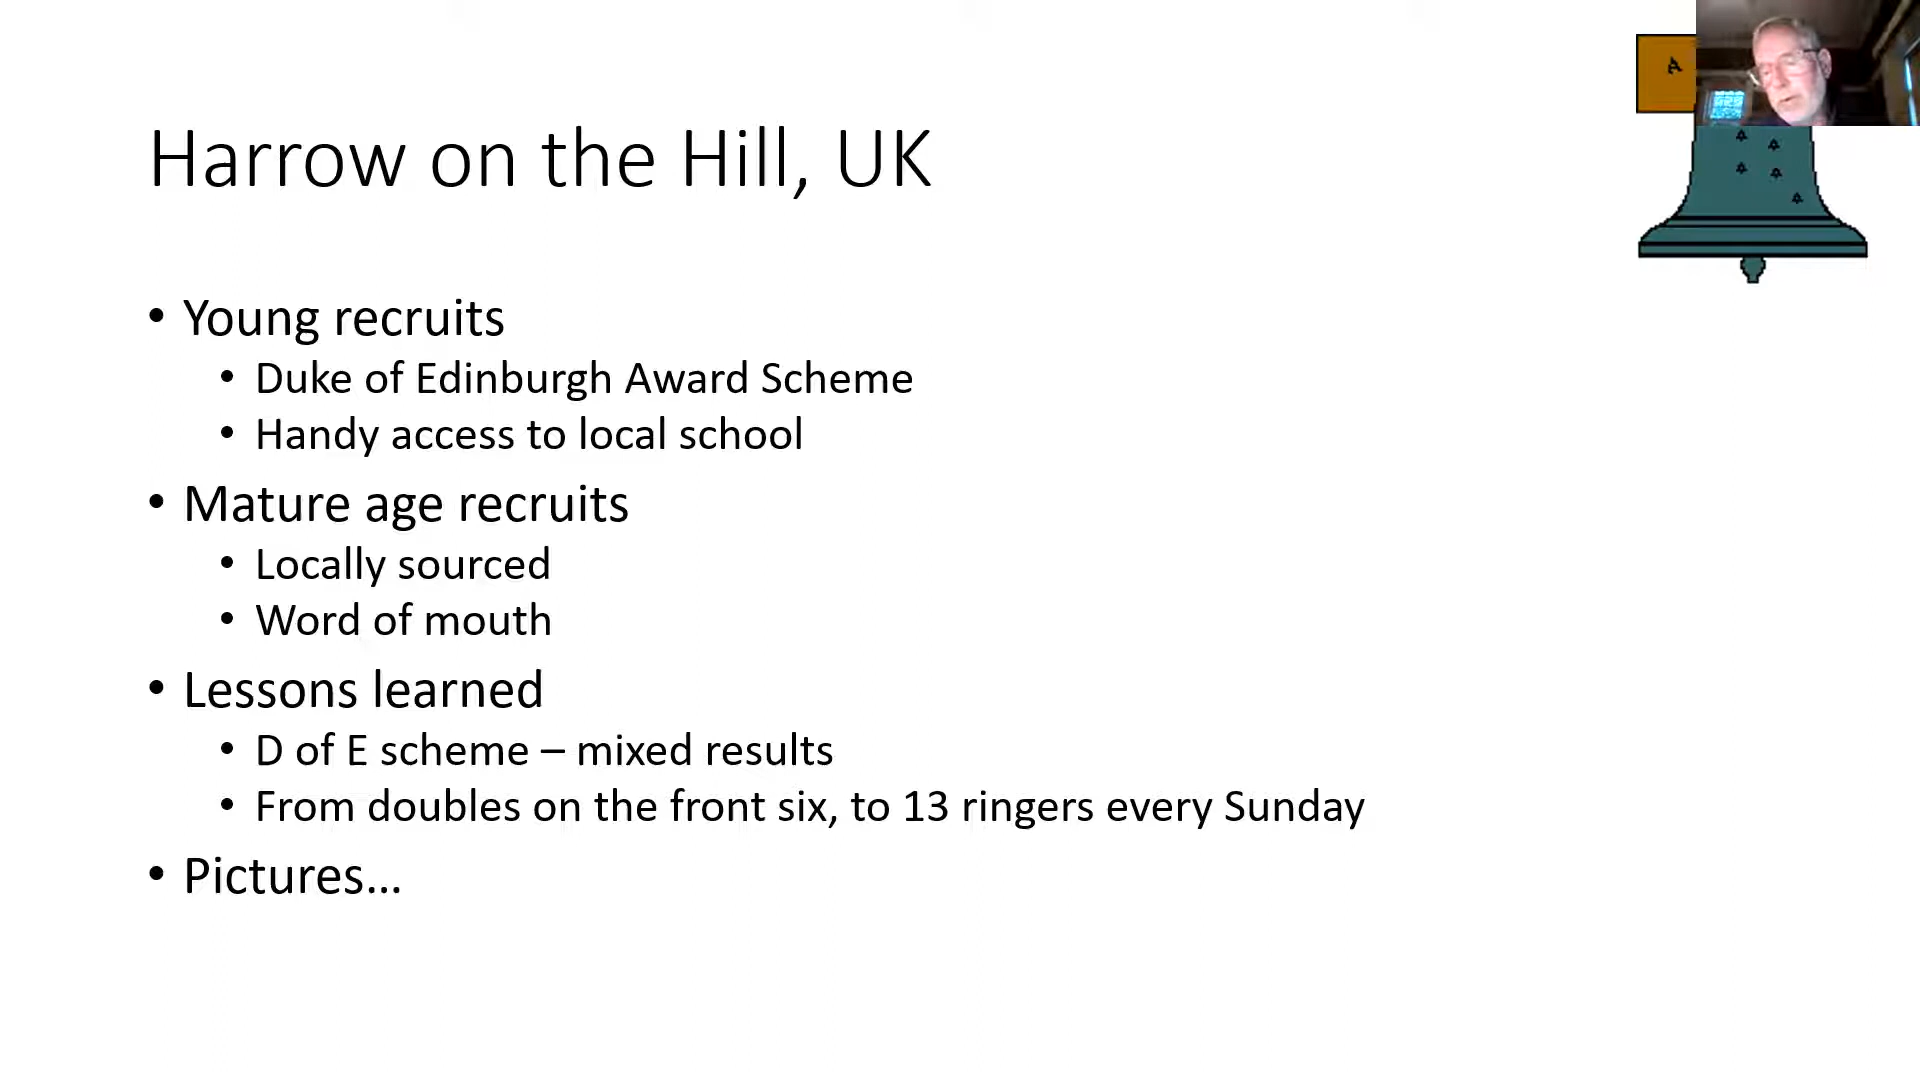 Harrow on the Hill, UK
• Young recruits
• Duke of Edinburgh Award Scheme
• Handy access to local school
• Mature age recruits
• Locally sourced
• Word of mouth
• Lessons learned
• D of E scheme – mixed results
• From doubles on the front six, to 13 ringers every Sunday
• Pictures…